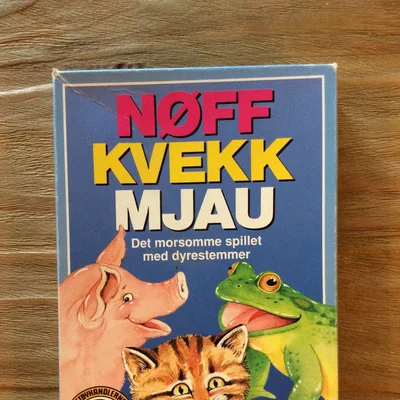 NØFF
KVEKK
MJAU
Det morsomme spillet
med dyrestemmer